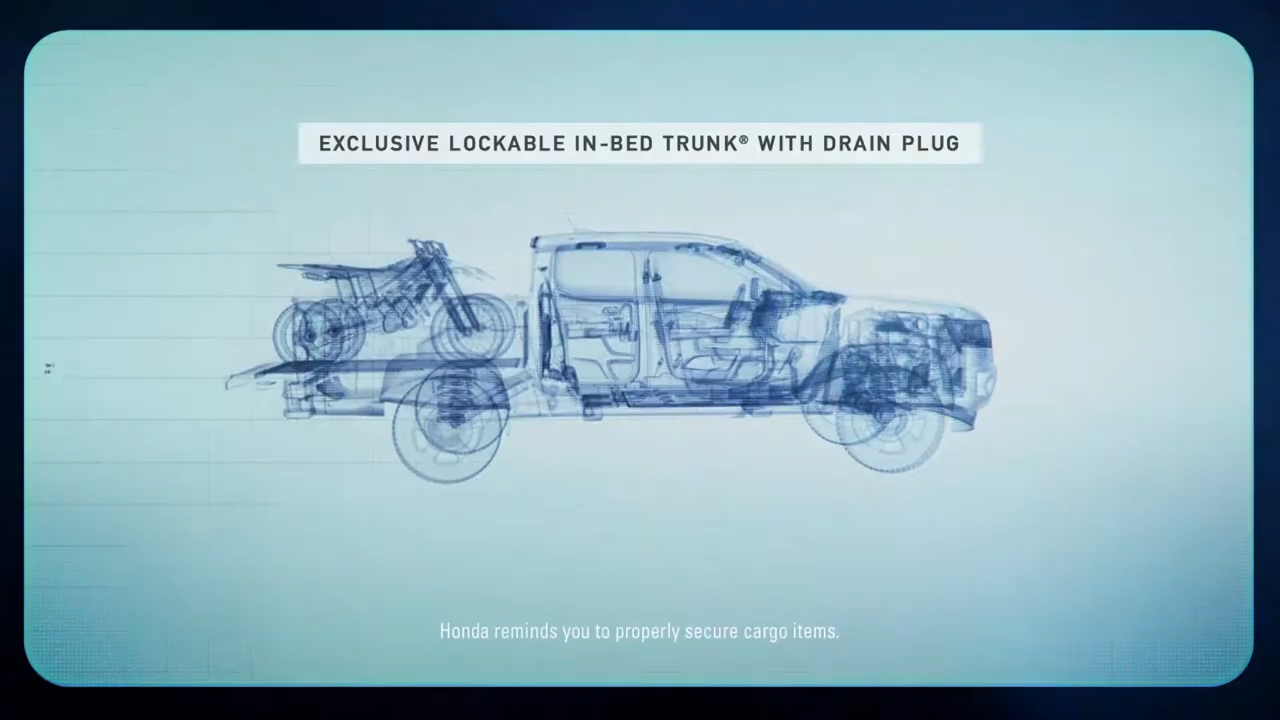 EXCLUSIVE LOCKABLE IN-BED TRUNK® WITH DRAIN PLUG
Honda reminds you to properly secure cargo items.